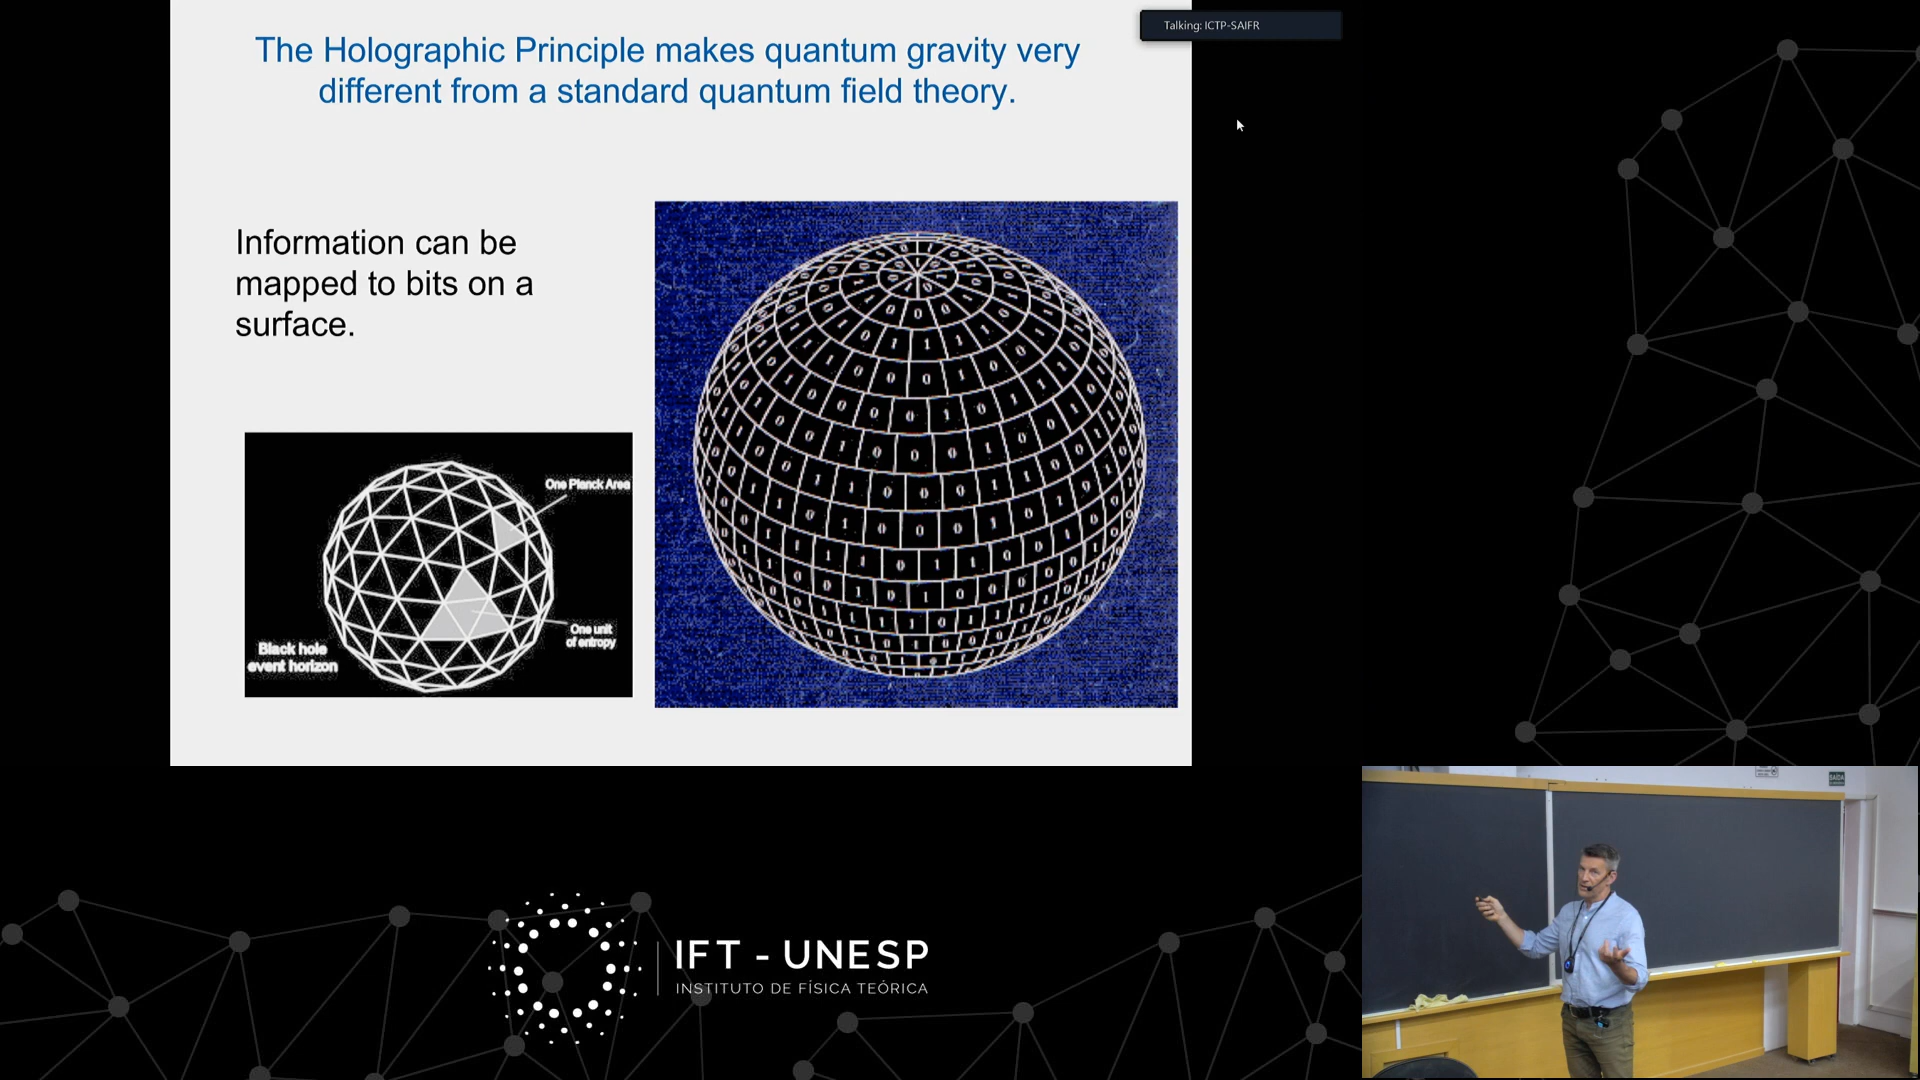 The Holographic Principle makes quantum gravity very
different from a standard quantum field theory.
Talking: ICTP-SAIFR
Information can be
mapped to bits on a
surface.
One Planck Area
One unit
of entropy
Black hole
event horizon
IFT - UNESP
INSTITUTO DE FÍSICA TEÓRICA
SAÍDA